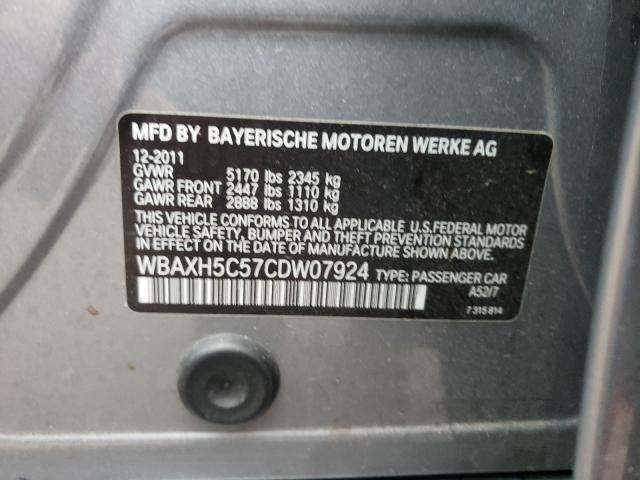 MFD BY BAYERISCHE MOTOREN WERKE AG
12-2011
GVWR 5170 lbs 2345 kg
GAWR FRONT 2447 lbs 1110 kg
GAWR REAR 2888 lbs 1310 kg
THIS VEHICLE CONFORMS TO ALL APPLICABLE U.S.FEDERAL MOTOR
VEHICLE SAFETY, BUMPER AND THEFT PREVENTION STANDARDS
IN EFFECT ON THE DATE OF MANUFACTURE SHOWN ABOVE.
WBAXH5C57CDW07924 TYPE: PASSENGER CAR
A52/7
7 315 814